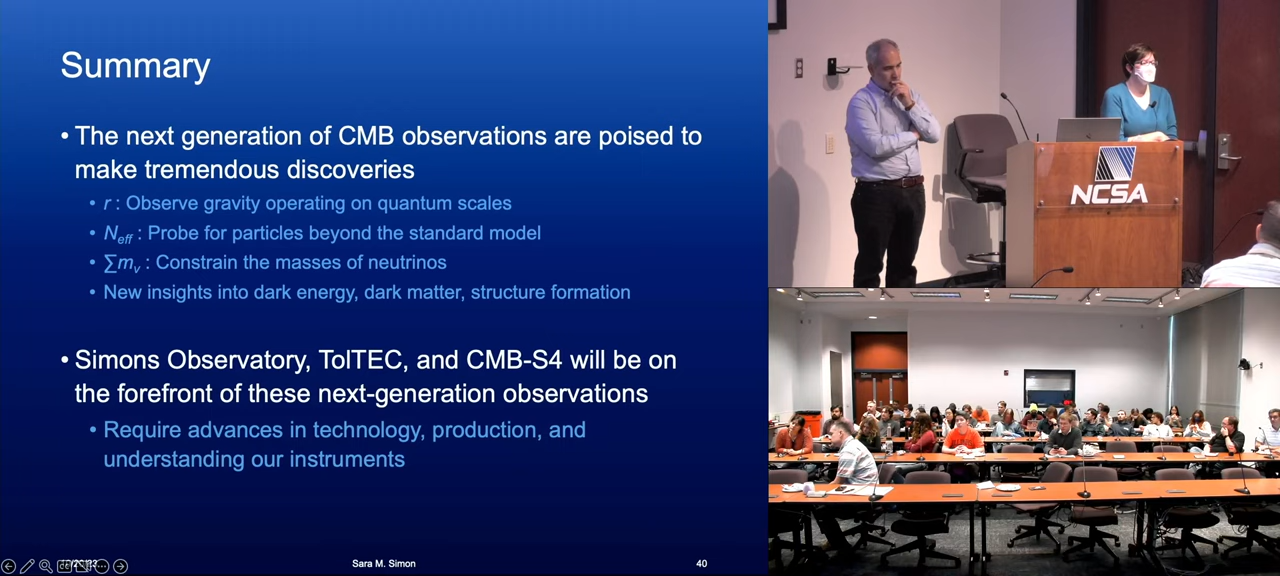 Summary
• The next generation of CMB observations are poised to
make tremendous discoveries
• r : Observe gravity operating on quantum scales
• Neff : Probe for particles beyond the standard model
• ∑mν : Constrain the masses of neutrinos
• New insights into dark energy, dark matter, structure formation
• Simons Observatory, TolTEC, and CMB-S4 will be on
the forefront of these next-generation observations
• Require advances in technology, production, and
understanding our instruments
Sara M. Simon
40
NCSA